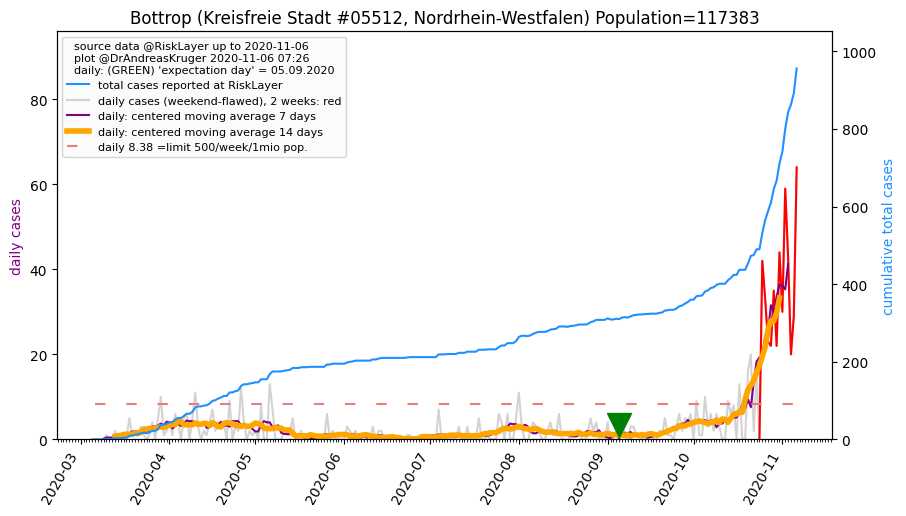 Bottrop (Kreisfreie Stadt #05512, Nordrhein-Westfalen) Population=117383
source data @RiskLayer up to 2020-11-06
plot @DrAndreasKruger 2020-11-06 07:26
daily: (GREEN) 'expectation day' = 05.09.2020
total cases reported at RiskLayer
daily cases (weekend-flawed), 2 weeks: red
daily: centered moving average 7 days
daily: centered moving average 14 days
daily 8.38 =limit 500/week/1mio pop.
daily cases
80
60
40
20
0
cumulative total cases
1000
800
600
400
200
0
2020-03
2020-04
2020-05
2020-06
2020-07
2020-08
2020-09
2020-10
2020-11